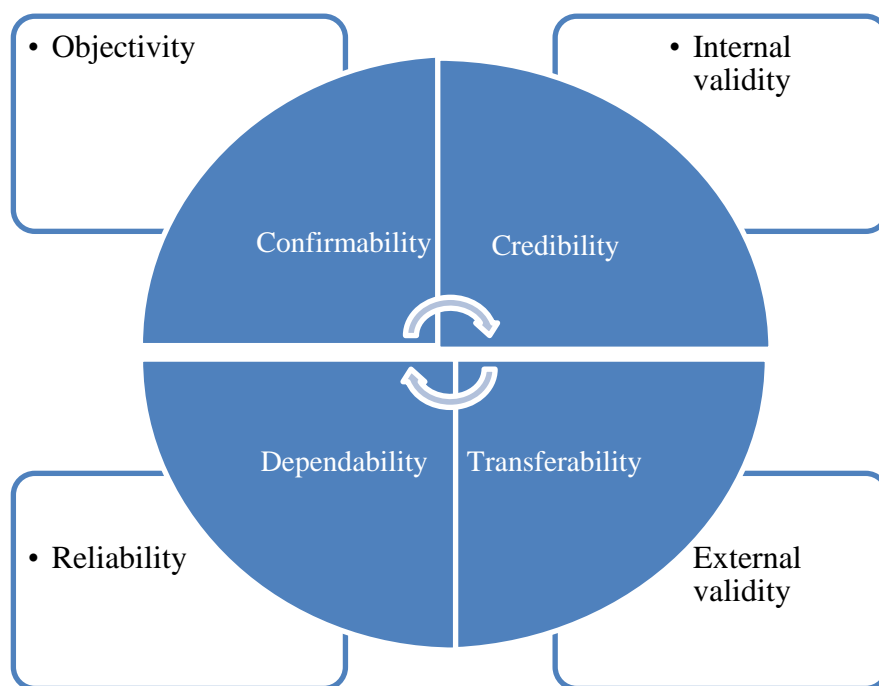 • Objectivity
• Internal
validity
Confirmability
Credibility
Dependability
Transferability
• Reliability
External
validity